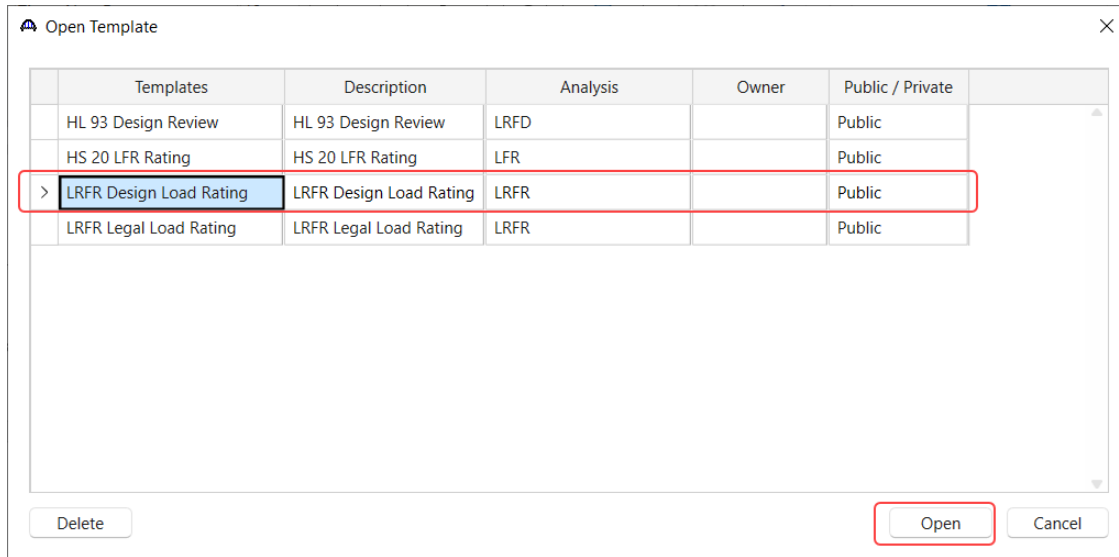 Open Template
Templates Description Analysis Owner Public / Private
HL 93 Design Review HL 93 Design Review LRFD Public
HS 20 LFR Rating HS 20 LFR Rating LFR Public
> LRFR Design Load Rating LRFR Design Load Rating LRFR Public
LRFR Legal Load Rating LRFR Legal Load Rating LRFR Public
Delete Open Cancel